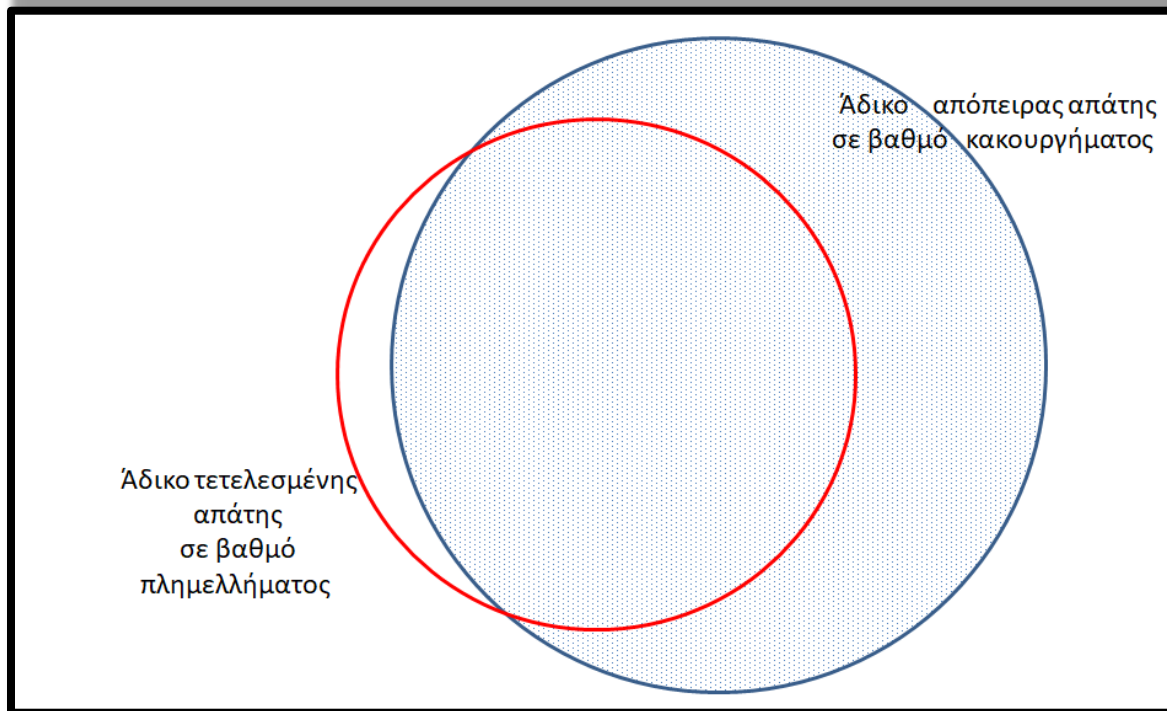 Άδικο απόπειρας απάτης
σε βαθμό κακουργήματος
Άδικο τετελεσμένης
απάτης
σε βαθμό
πλημελλήματος